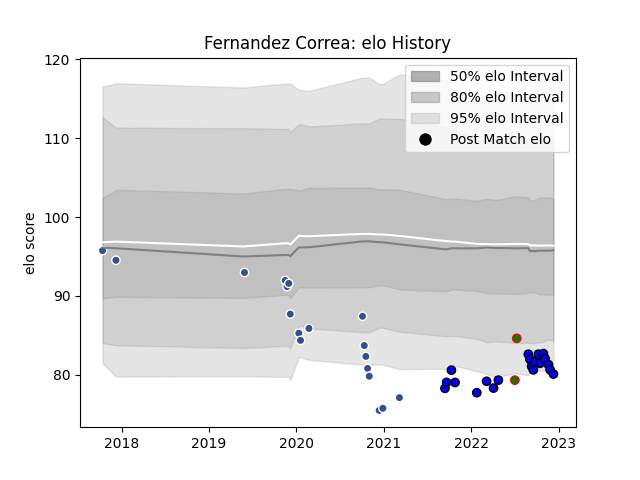 Fernandez Correa: elo History
50% elo Interval
80% elo Interval
95% elo Interval
Post Match elo
elo score
120
110
100
90
80
2018
2019
2020
2021
2022
2023